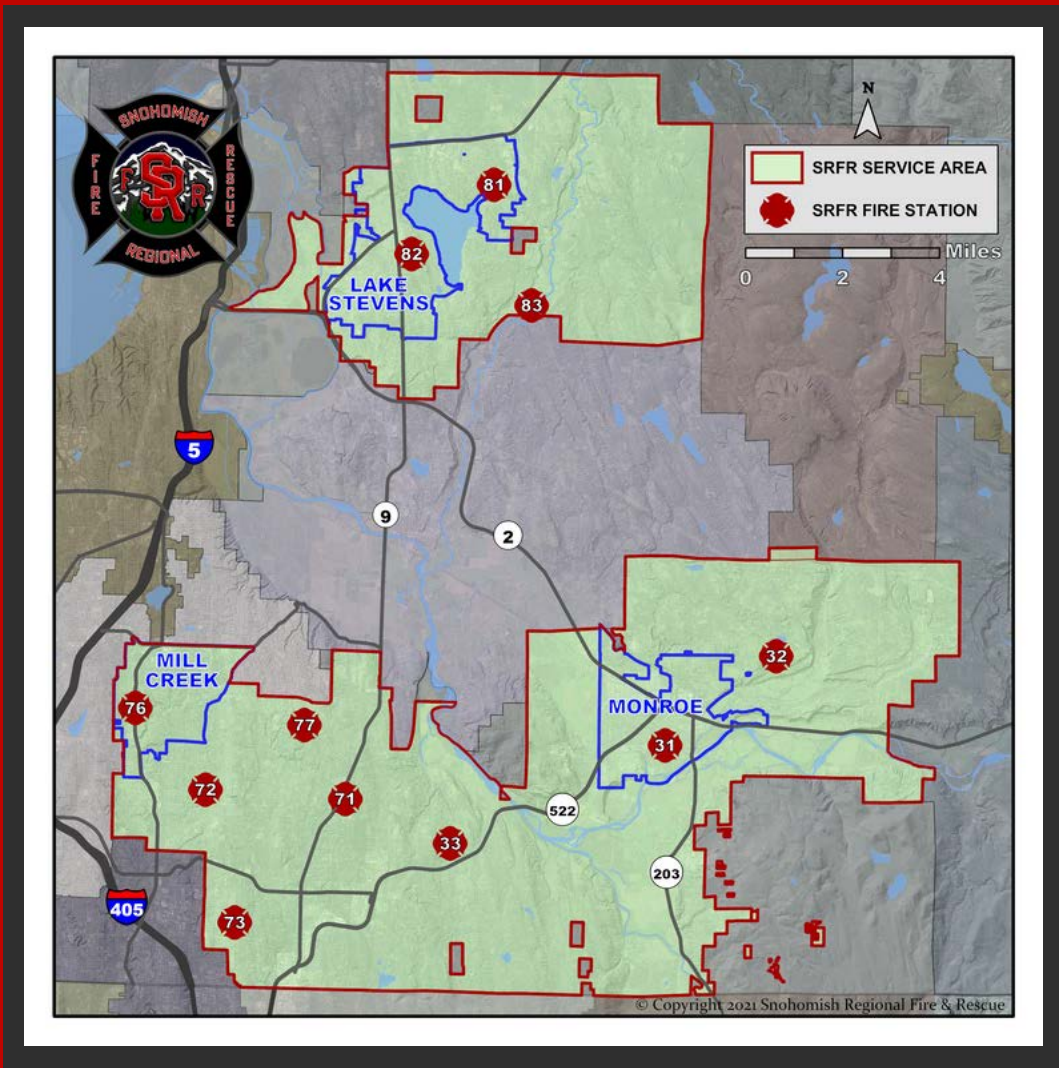 SNOHOMISH
FIRE
RESCUE
SR
F R
REGIONAL
N
SRFR SERVICE AREA
SRFR FIRE STATION
Miles
0 2 4
81
82
LAKE
STEVENS
83
5
9
2
MILL
CREEK
32
76
MONROE
77
31
72
71
522
33
203
405
73
© Copyright 2021 Snohomish Regional Fire & Rescue